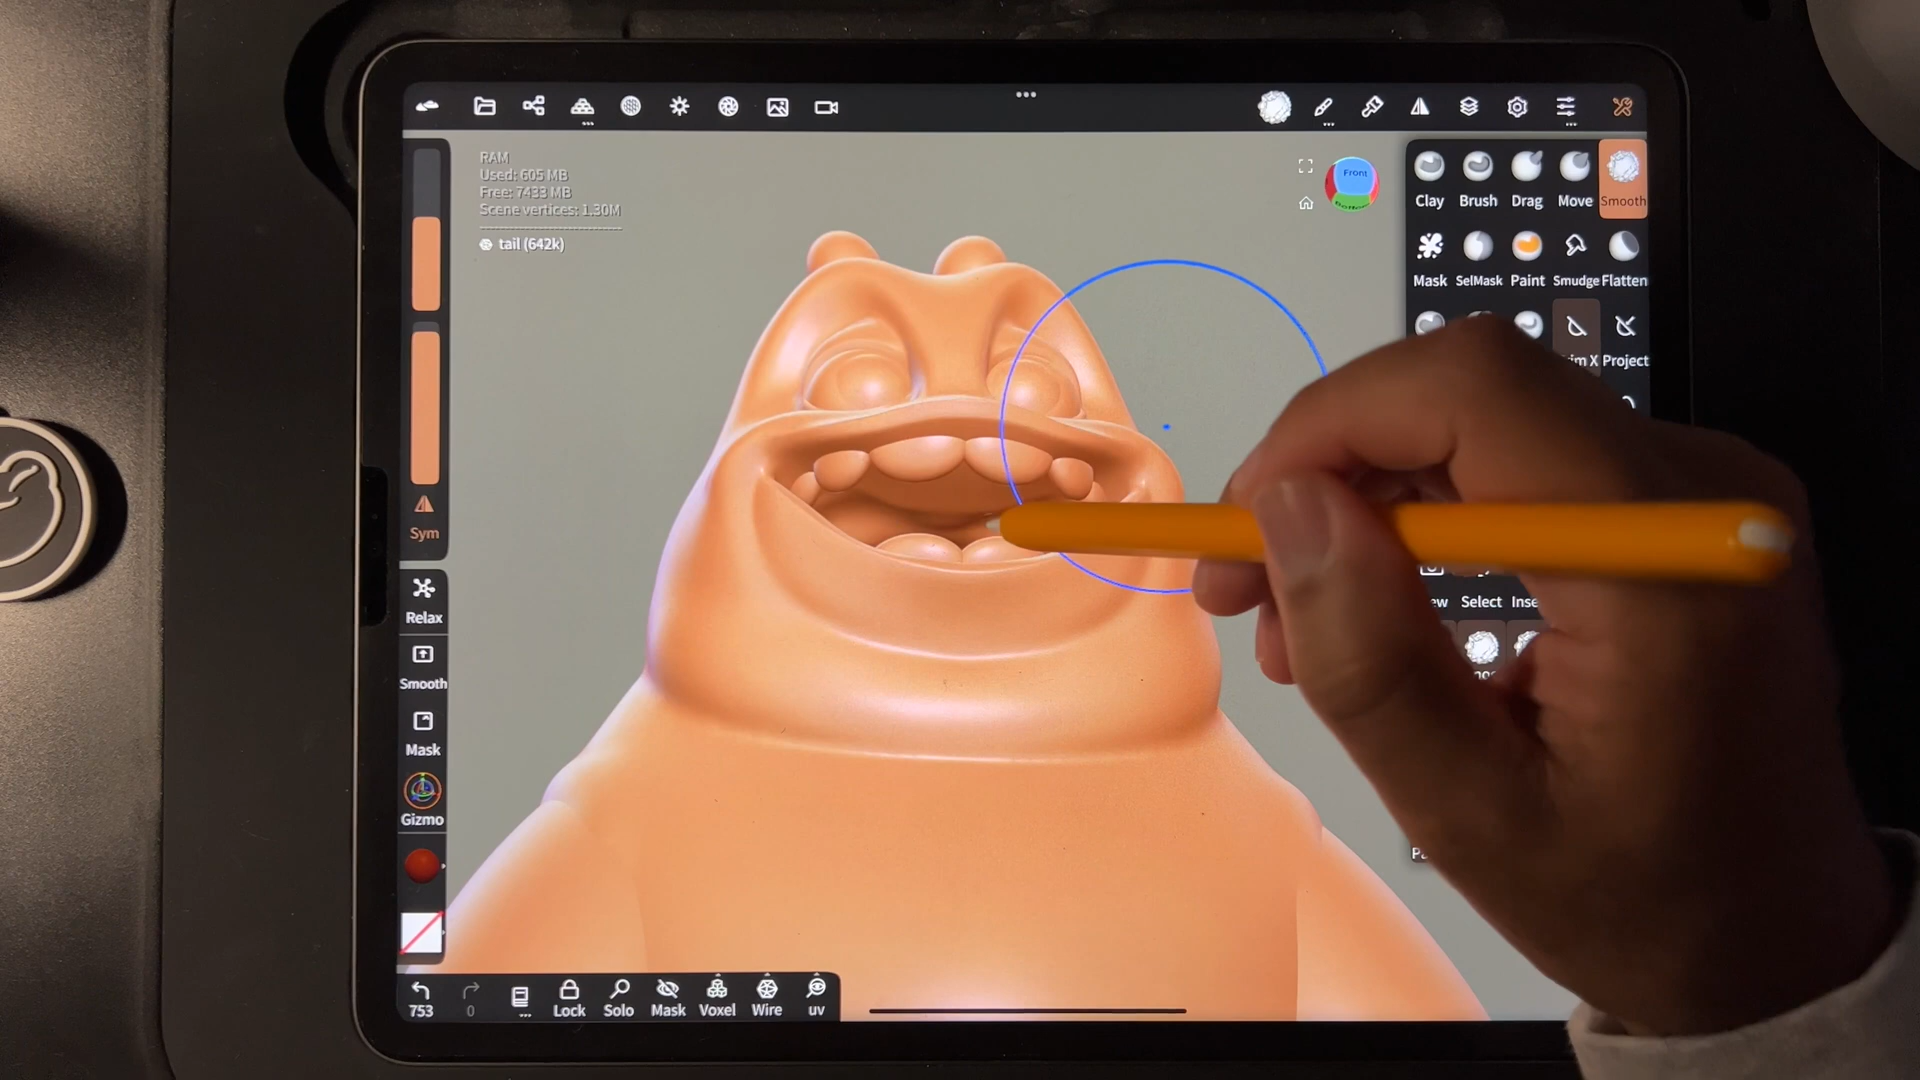 RAM
Used: 605 MB
Free: 7433 MB
Scene vertices: 1.30M
tail (642k)
Front
Clay Brush Drag Move Smooth
Mask SelMask Paint Smudge Flatten
Project
Select
Sym
Relax
Smooth
Mask
Gizmo
753 0 Lock Solo Mask Voxel Wire uv